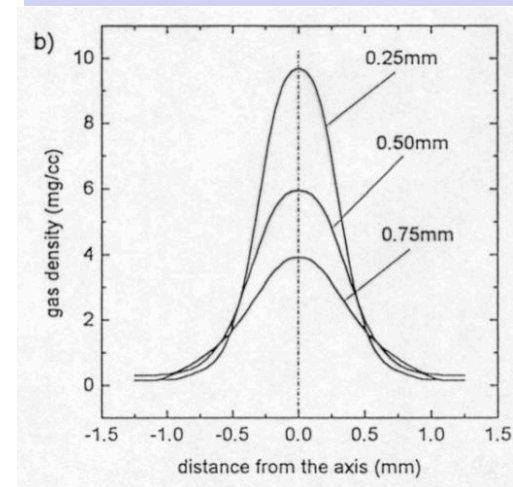 b)
10
8
6
4
2
0
gas density (mg/cc)
0.25mm
0.50mm
0.75mm
-1.5 -1.0 -0.5 0.0 0.5 1.0 1.5
distance from the axis (mm)